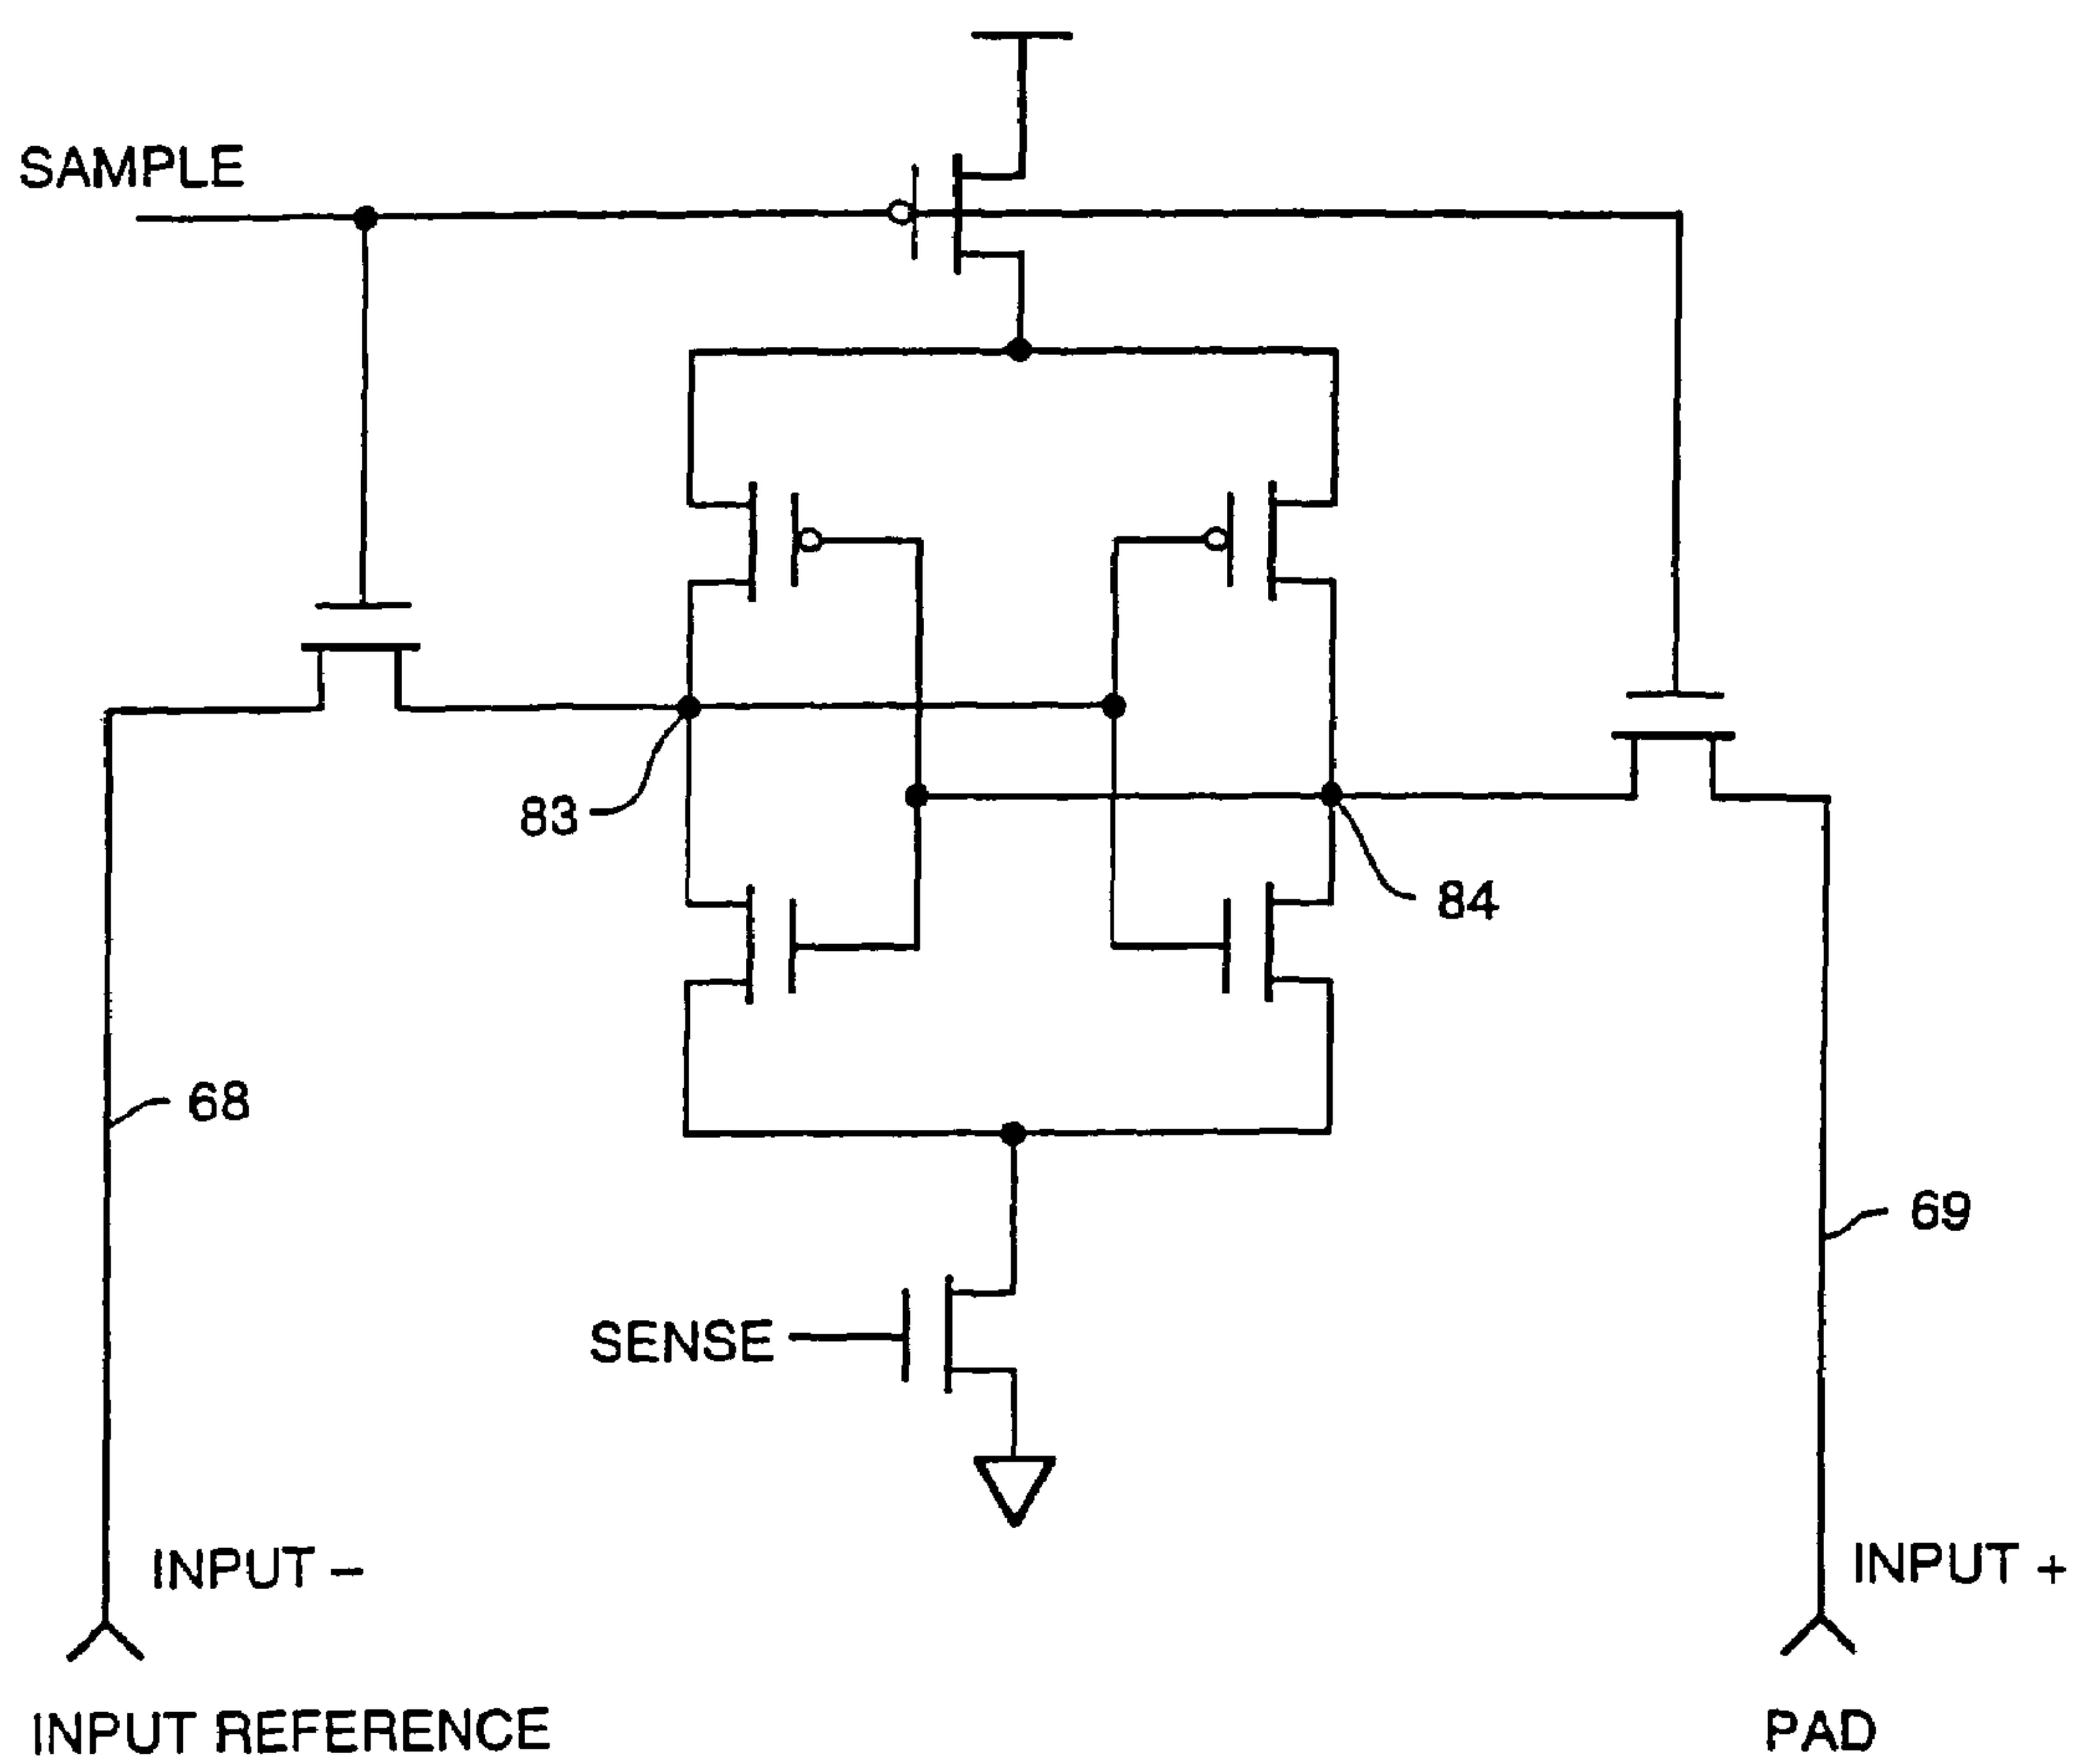 SAMPLE
83
84
68
69
SENSE
INPUT –
INPUT +
INPUT REFERENCE
PAD